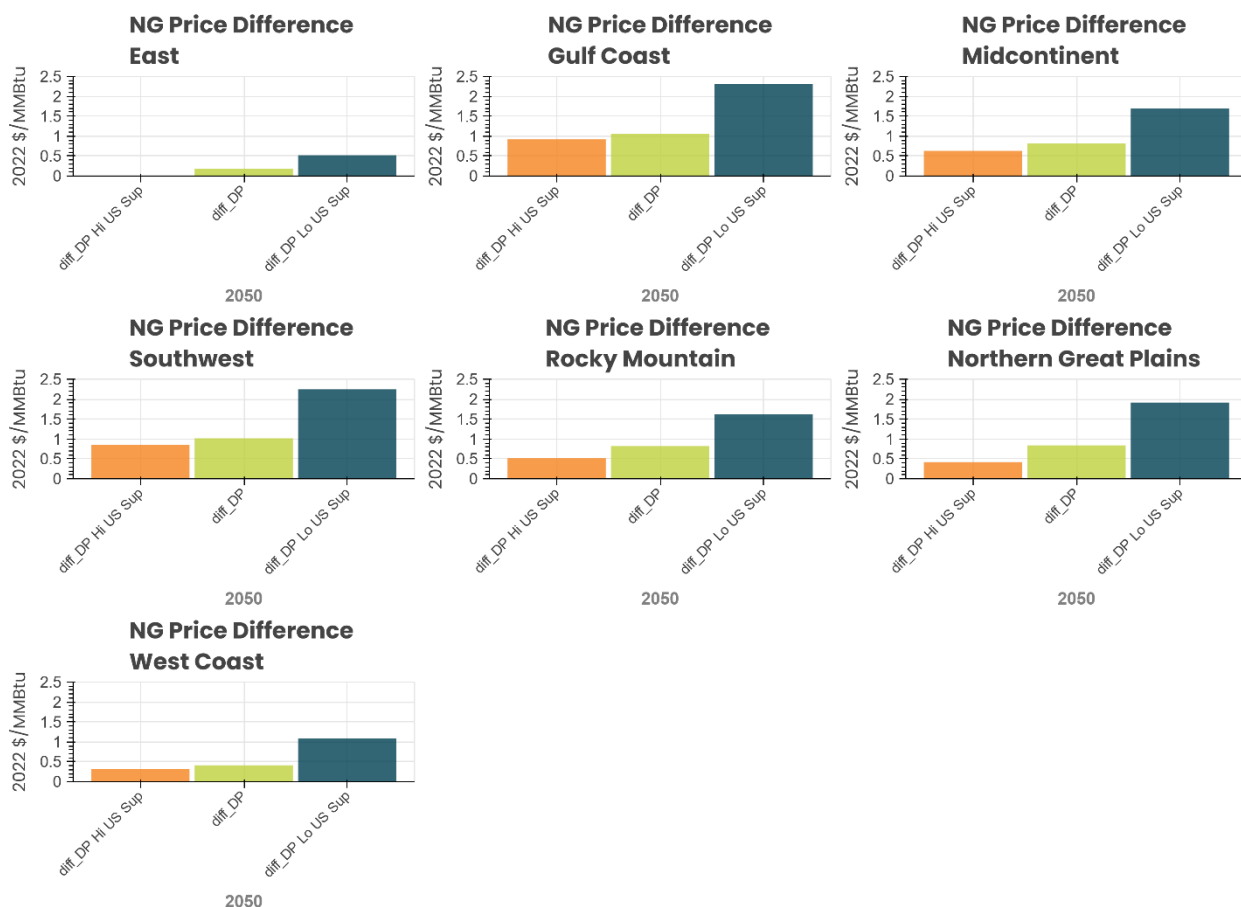 NG Price Difference
East
2022 $/MMBtu
2.5
2
1.5
1
0.5
0
diff_DP Hi US Sup
diff_DP
diff_DP Lo US Sup
2050
NG Price Difference
Gulf Coast
2022 $/MMBtu
2.5
2
1.5
1
0.5
0
diff_DP Hi US Sup
diff_DP
diff_DP Lo US Sup
2050
NG Price Difference
Midcontinent
2022 $/MMBtu
2.5
2
1.5
1
0.5
0
diff_DP Hi US Sup
diff_DP
diff_DP Lo US Sup
2050
NG Price Difference
Southwest
2022 $/MMBtu
2.5
2
1.5
1
0.5
0
diff_DP Hi US Sup
diff_DP
diff_DP Lo US Sup
2050
NG Price Difference
Rocky Mountain
2022 $/MMBtu
2.5
2
1.5
1
0.5
0
diff_DP Hi US Sup
diff_DP
diff_DP Lo US Sup
2050
NG Price Difference
Northern Great Plains
2022 $/MMBtu
2.5
2
1.5
1
0.5
0
diff_DP Hi US Sup
diff_DP
diff_DP Lo US Sup
2050
NG Price Difference
West Coast
2022 $/MMBtu
2.5
2
1.5
1
0.5
0
diff_DP Hi US Sup
diff_DP
diff_DP Lo US Sup
2050